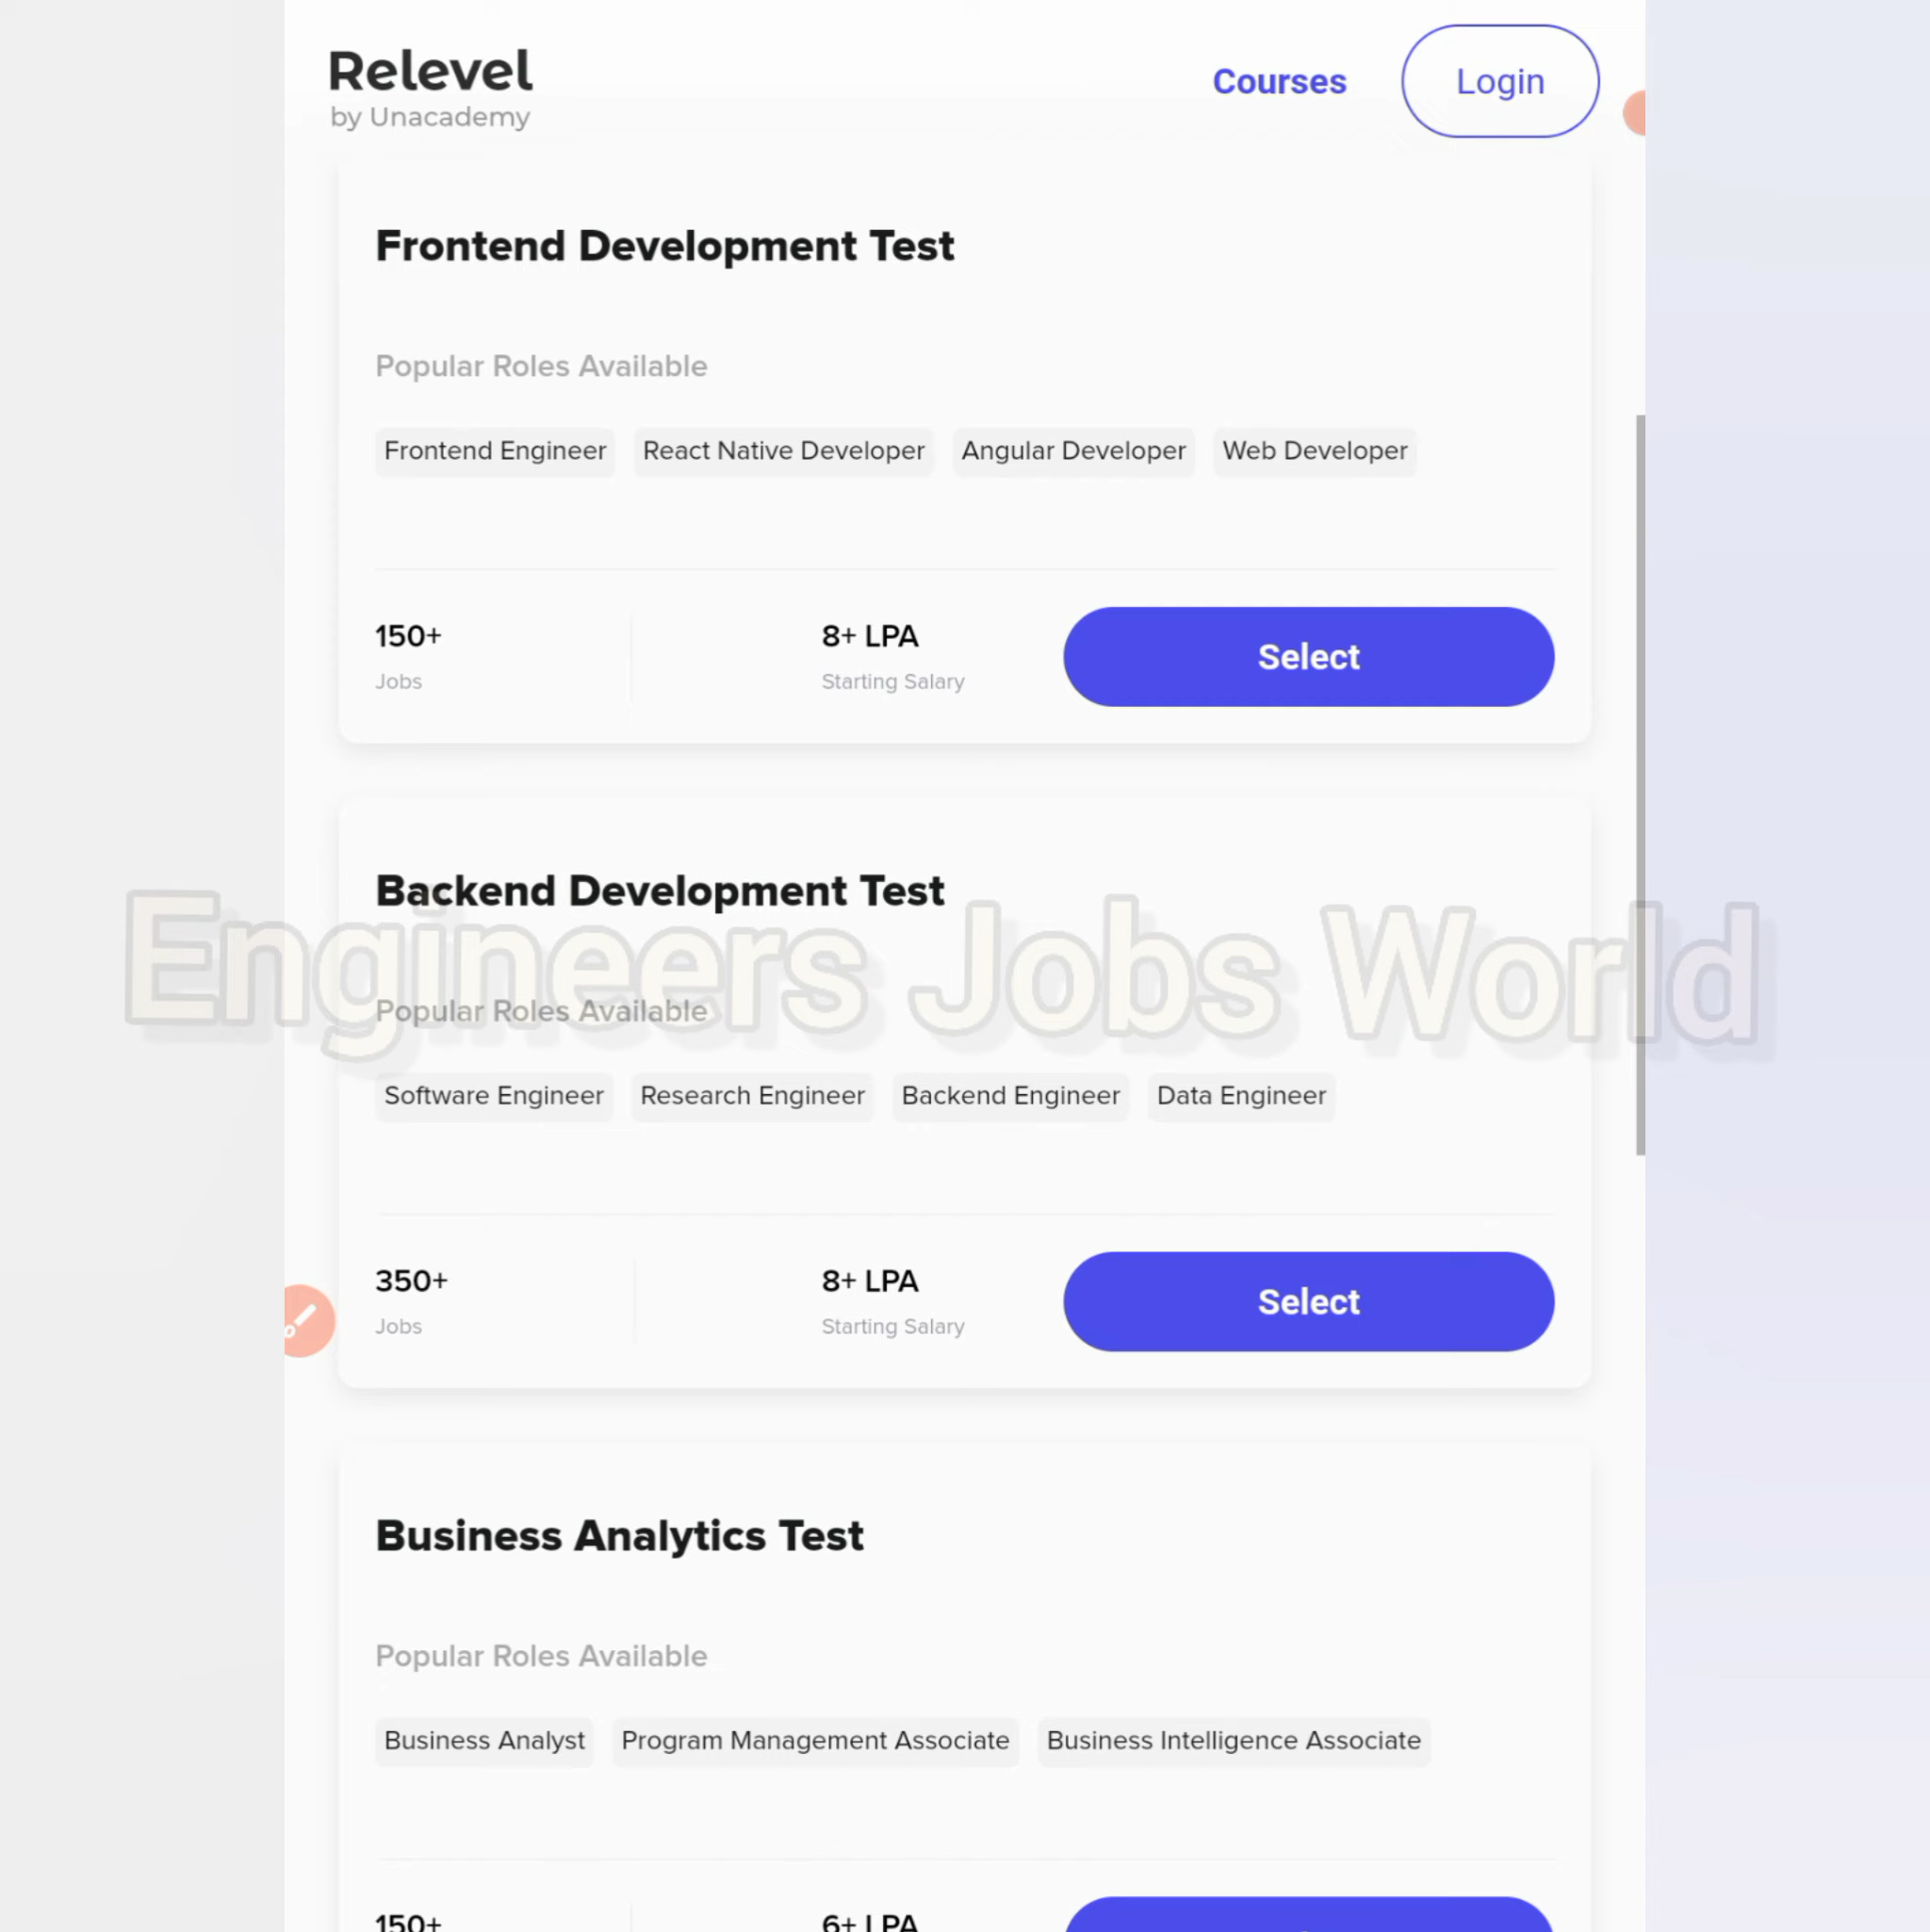 Relevel
by Unacademy
Courses
Login
Frontend Development Test
Popular Roles Available
Frontend Engineer React Native Developer Angular Developer Web Developer
150+ 8+ LPA
Jobs Starting Salary
Select
Backend Development Test
Engineers Jobs World
Popular Roles Available
Software Engineer Research Engineer Backend Engineer Data Engineer
350+ 8+ LPA
Jobs Starting Salary
Select
Business Analytics Test
Popular Roles Available
Business Analyst Program Management Associate Business Intelligence Associate
150+ 6+ LPA